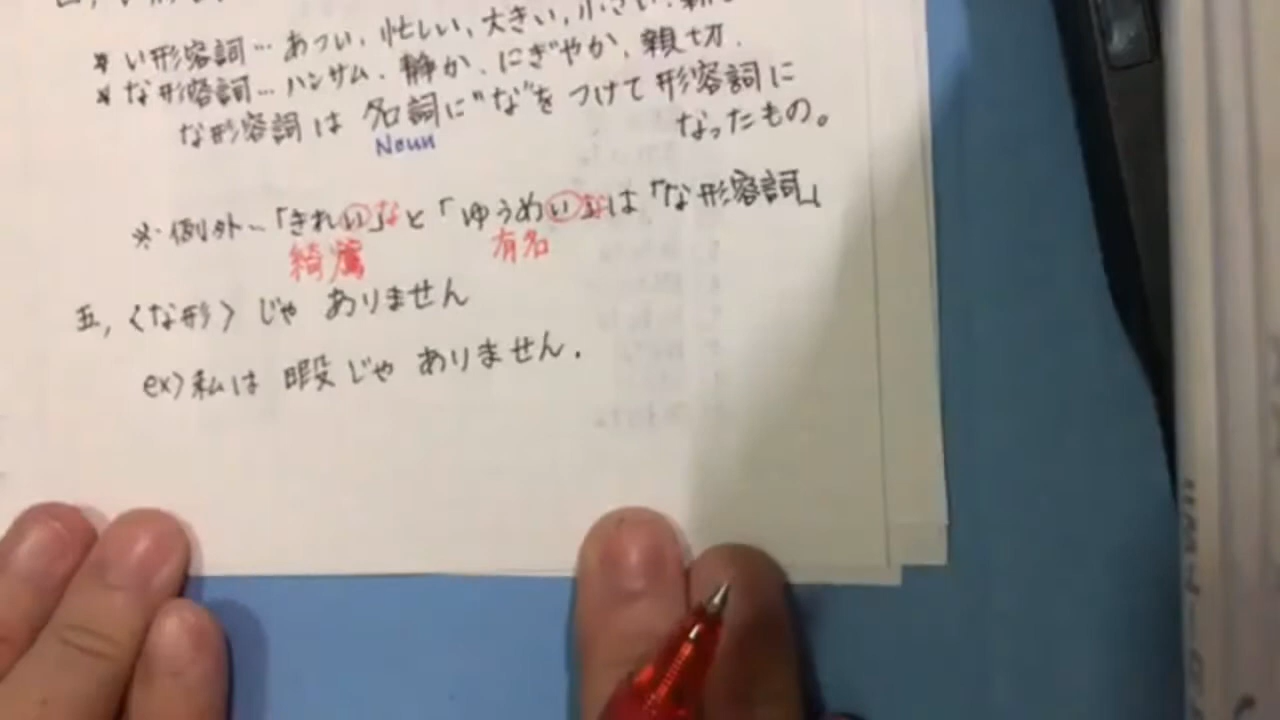 * い形容詞… あつい、忙しい、大きい、小さい、
* な形容詞… ハンサム、静か、にぎやか、親切.
な形容詞は 名詞に"な"を つけて 形容詞に
なったもの。
Noun
※ 例外~「きれい」なと「ゆうめい」なは「な形容詞」
綺麗 有名
五, 〈な形〉 じゃ ありません
ex) 私は 暇 じゃ ありません.